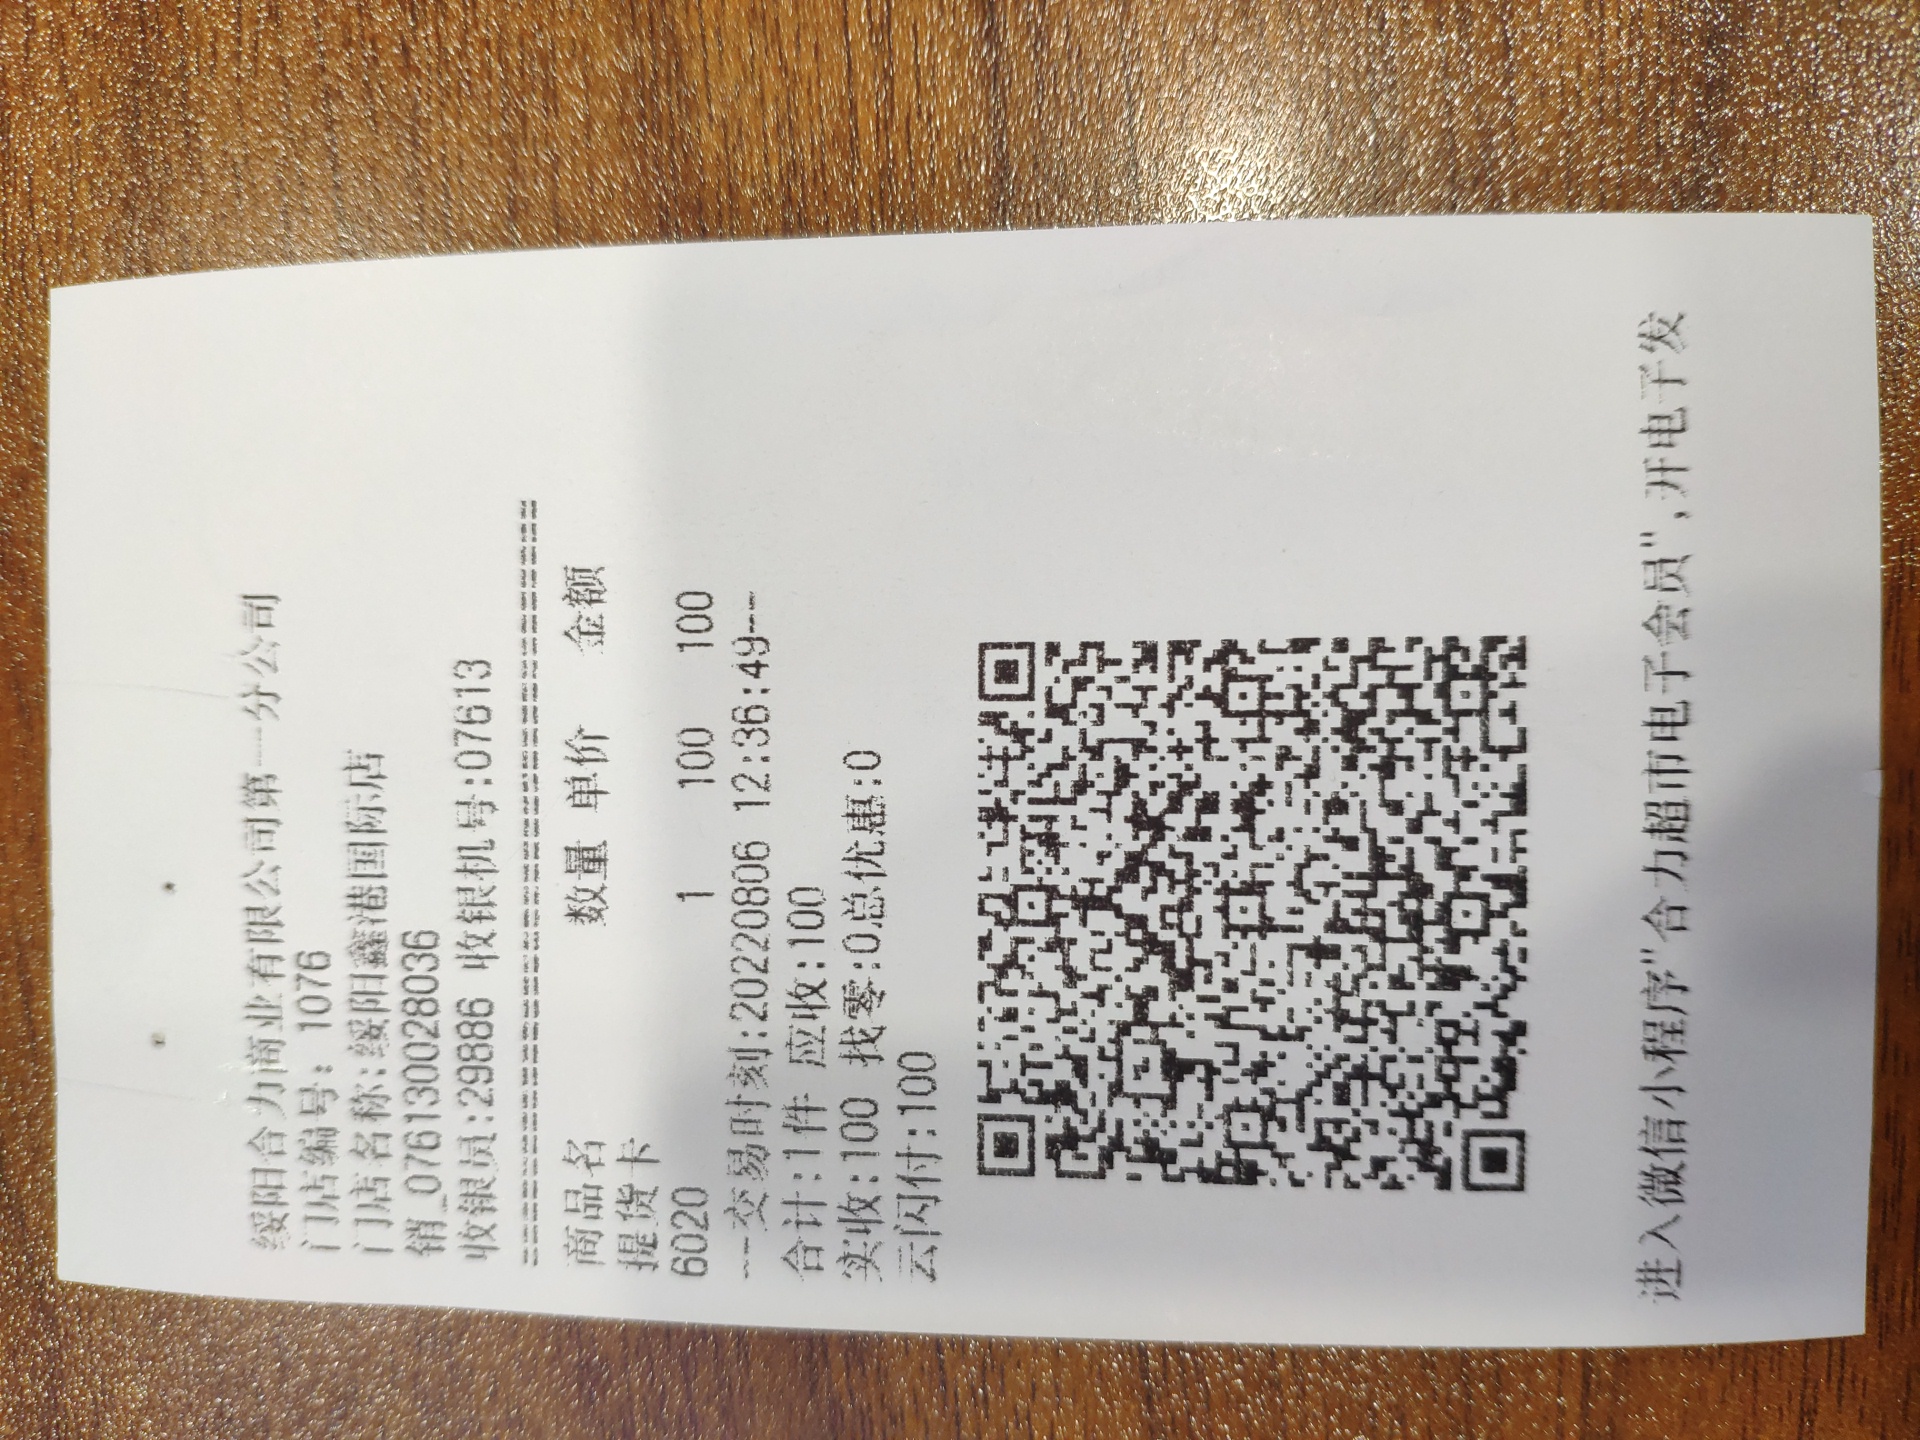 绥阳合力商业有限公司第一分公司
门店编号: 1076
门店名称:绥阳鑫港国际店
销_0761300028036
收银员:29886 收银机号:07613
================================
商品名 数量 单价 金额
提货卡
6020 1 100 100
--交易时刻:20220806 12:36:49--
合计:1件 应收:100
实收:100 找零:0总优惠:0
云闪付:100
进入微信小程序"合力超市电子会员",开电子发